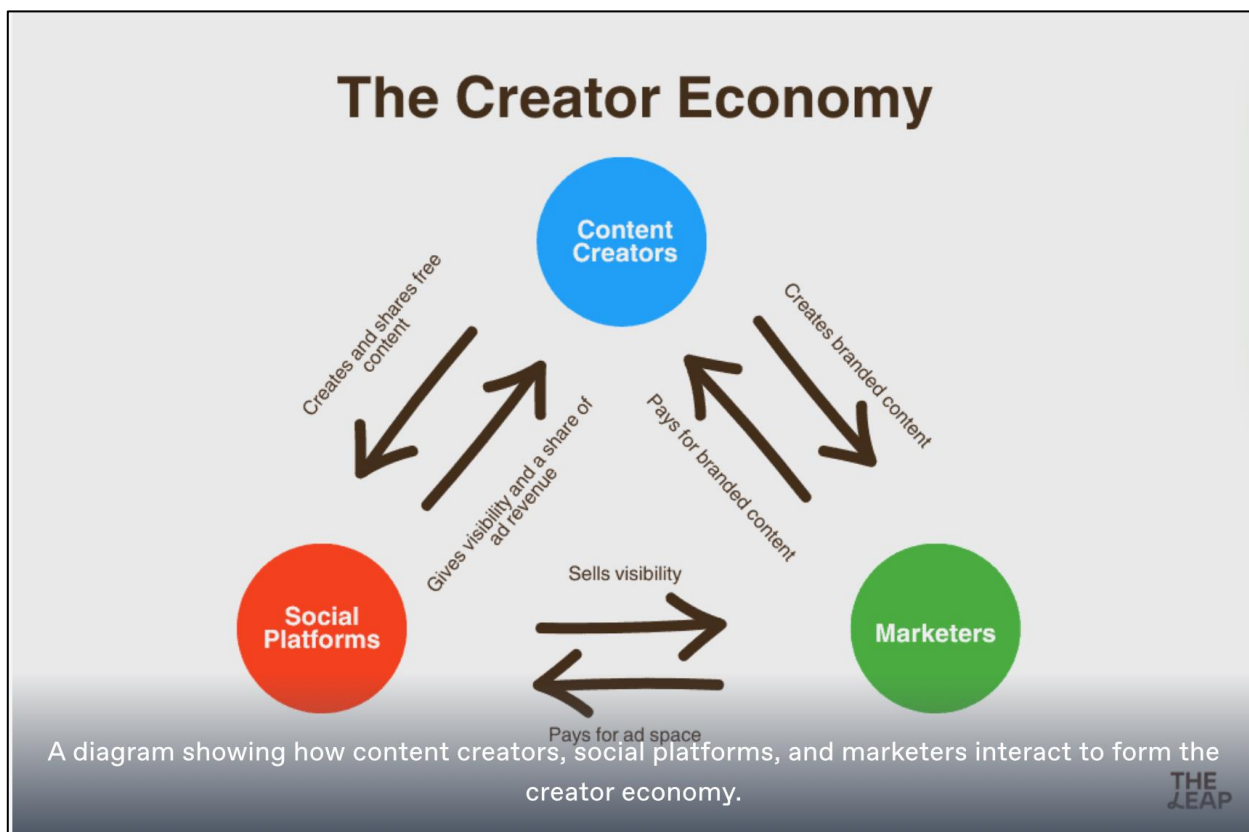 The Creator Economy
Content
Creators
Creates and shares free
content
Gives visibility and a share of
ad revenue
Creates branded content
Pays for branded content
Social
Platforms
Sells visibility
Marketers
Pays for ad space
A diagram showing how content creators, social platforms, and marketers interact to form the
creator economy.
THE
LEAP